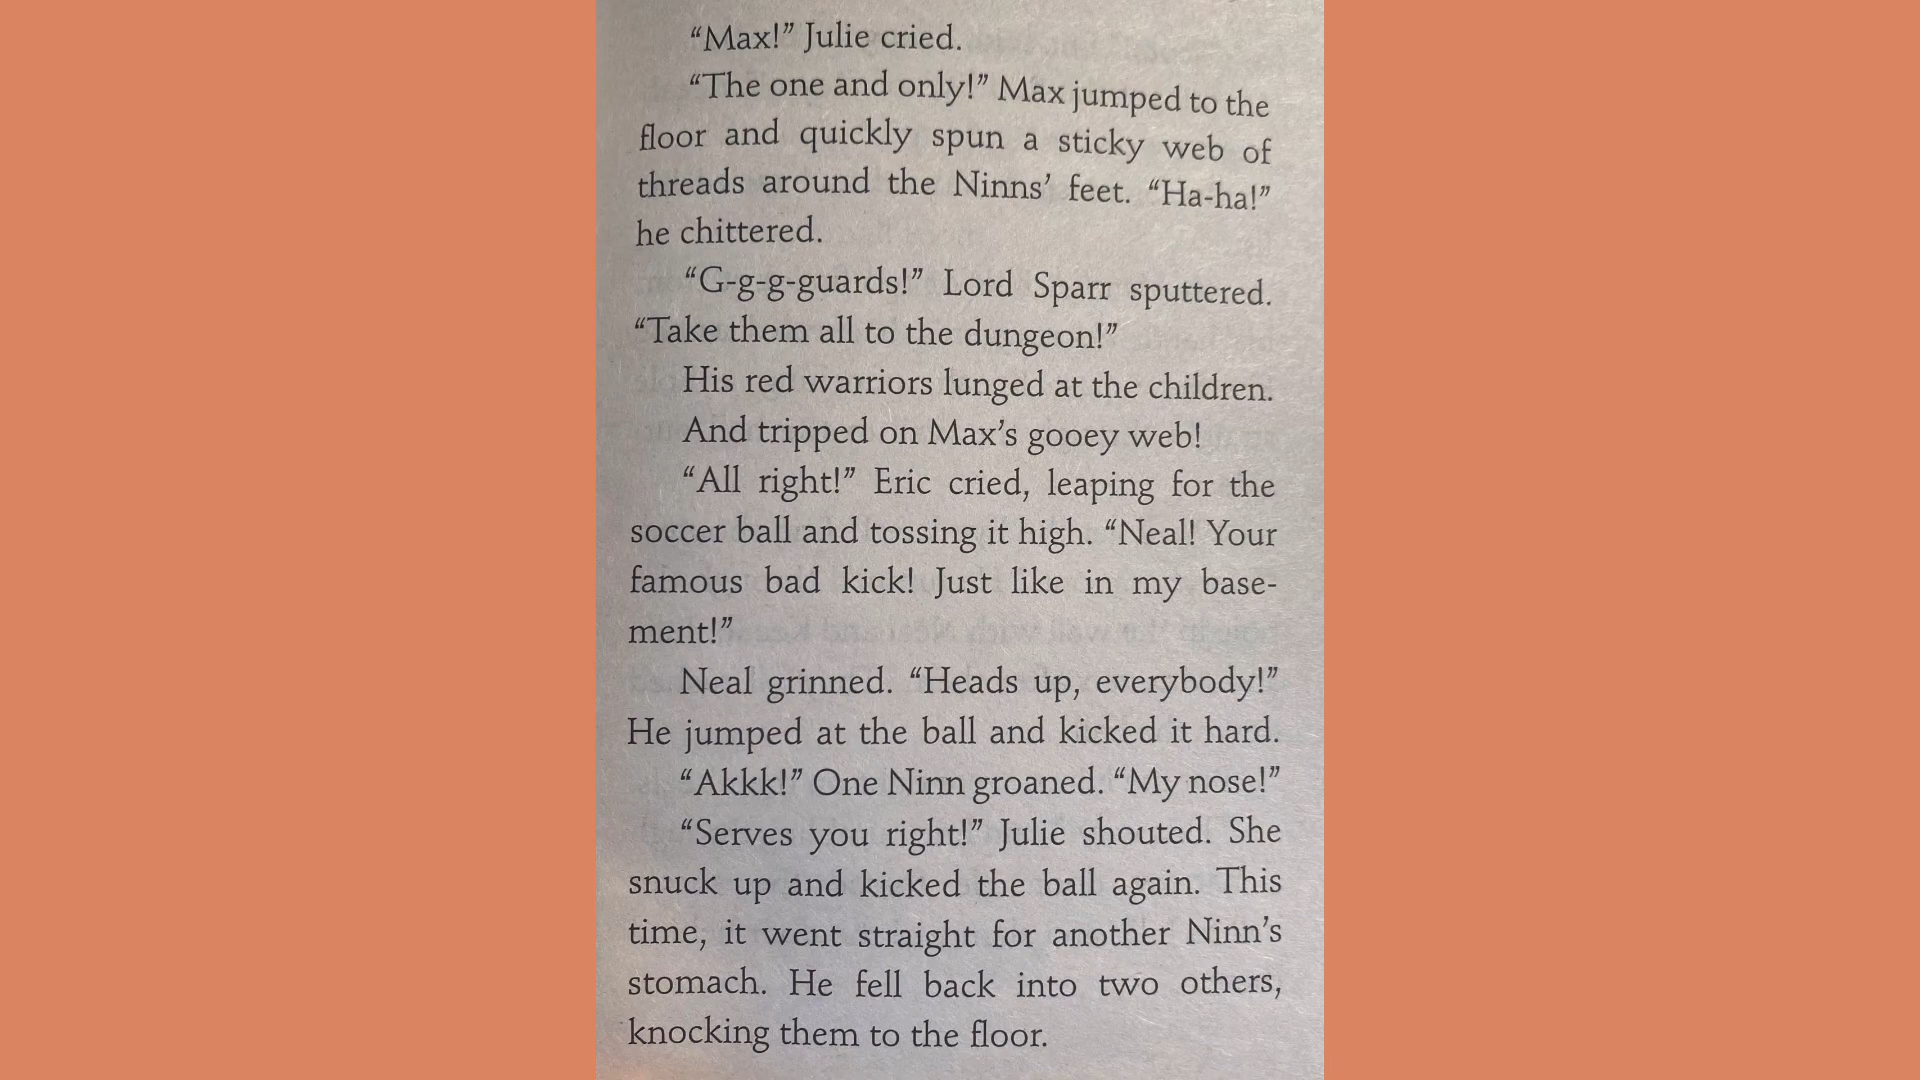 “Max!” Julie cried.
“The one and only!” Max jumped to the
floor and quickly spun a sticky web of
threads around the Ninns’ feet. “Ha-ha!”
he chittered.
“G-g-g-guards!” Lord Sparr sputtered.
“Take them all to the dungeon!”
His red warriors lunged at the children.
And tripped on Max’s gooey web!
“All right!” Eric cried, leaping for the
soccer ball and tossing it high. “Neal! Your
famous bad kick! Just like in my base-
ment!”
Neal grinned. “Heads up, everybody!”
He jumped at the ball and kicked it hard.
“Akkk!” One Ninn groaned. “My nose!”
“Serves you right!” Julie shouted. She
snuck up and kicked the ball again. This
time, it went straight for another Ninn’s
stomach. He fell back into two others,
knocking them to the floor.